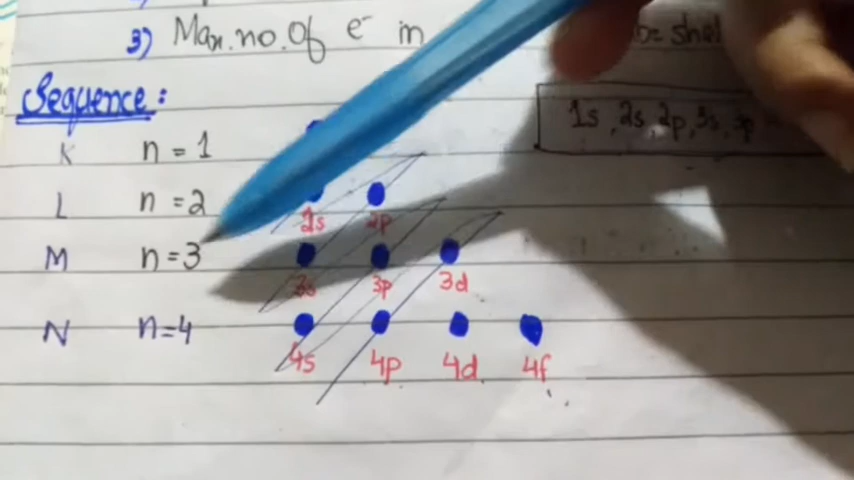 3) Max. no. Of e⁻ in shel
Sequence:
1s, 2s, 2p, 3s,
K n = 1
L n = 2
2s 2p
M n = 3
3s 3p 3d
N n=4
4s 4p 4d 4f